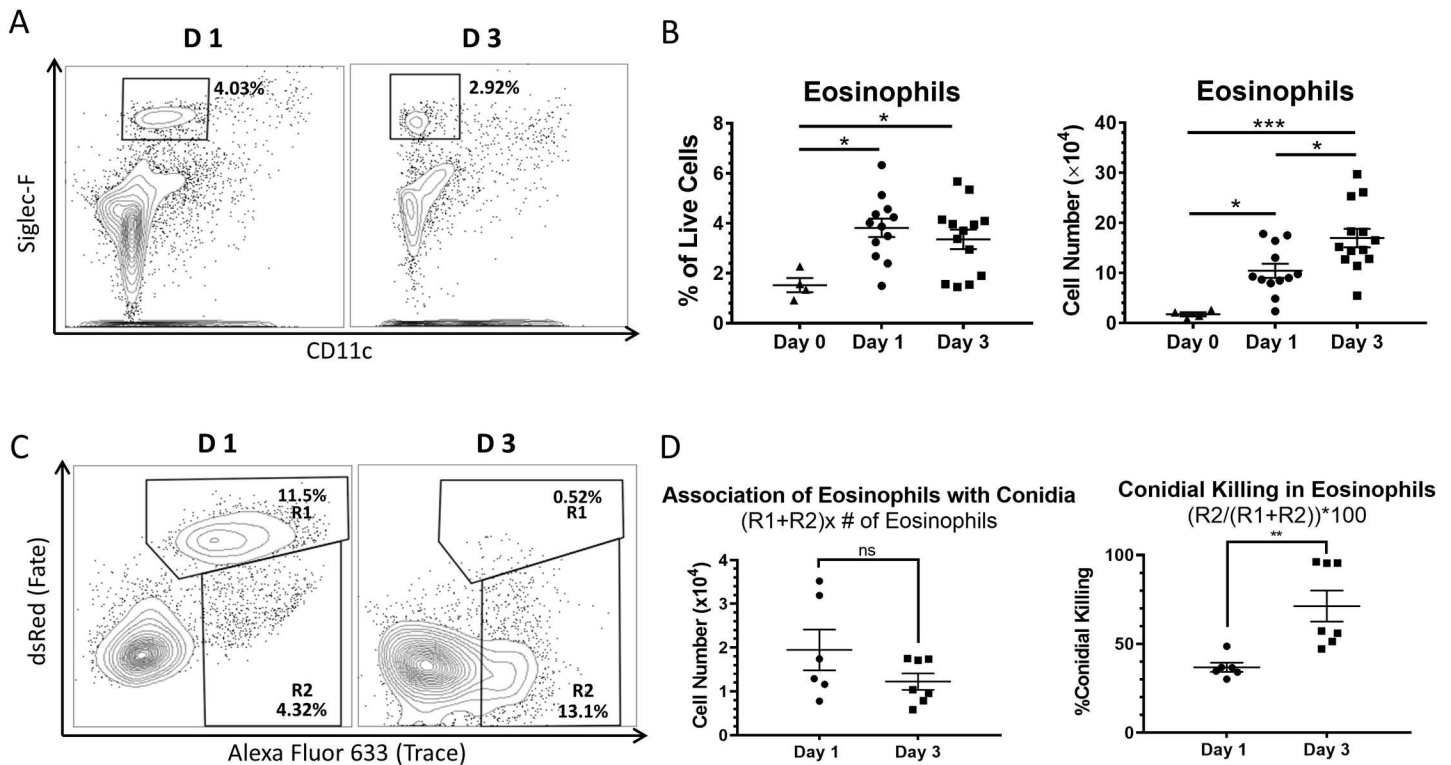 A
D 1
D 3
4.03%
2.92%
Siglec-F
CD11c
B
Eosinophils
% of Live Cells
8
6
4
2
0
*
*
Day 0
Day 1
Day 3
Eosinophils
Cell Number (×10⁴)
40
30
20
10
0
***
*
*
Day 0
Day 1
Day 3
C
D 1
D 3
11.5%
R1
R2
4.32%
0.52%
R1
R2
13.1%
dsRed (Fate)
Alexa Fluor 633 (Trace)
D
Association of Eosinophils with Conidia
(R1+R2)x # of Eosinophils
Cell Number (x10⁴)
4
3
2
1
0
ns
Day 1
Day 3
Conidial Killing in Eosinophils
(R2/(R1+R2))*100
%Conidial Killing
100
50
0
**
Day 1
Day 3